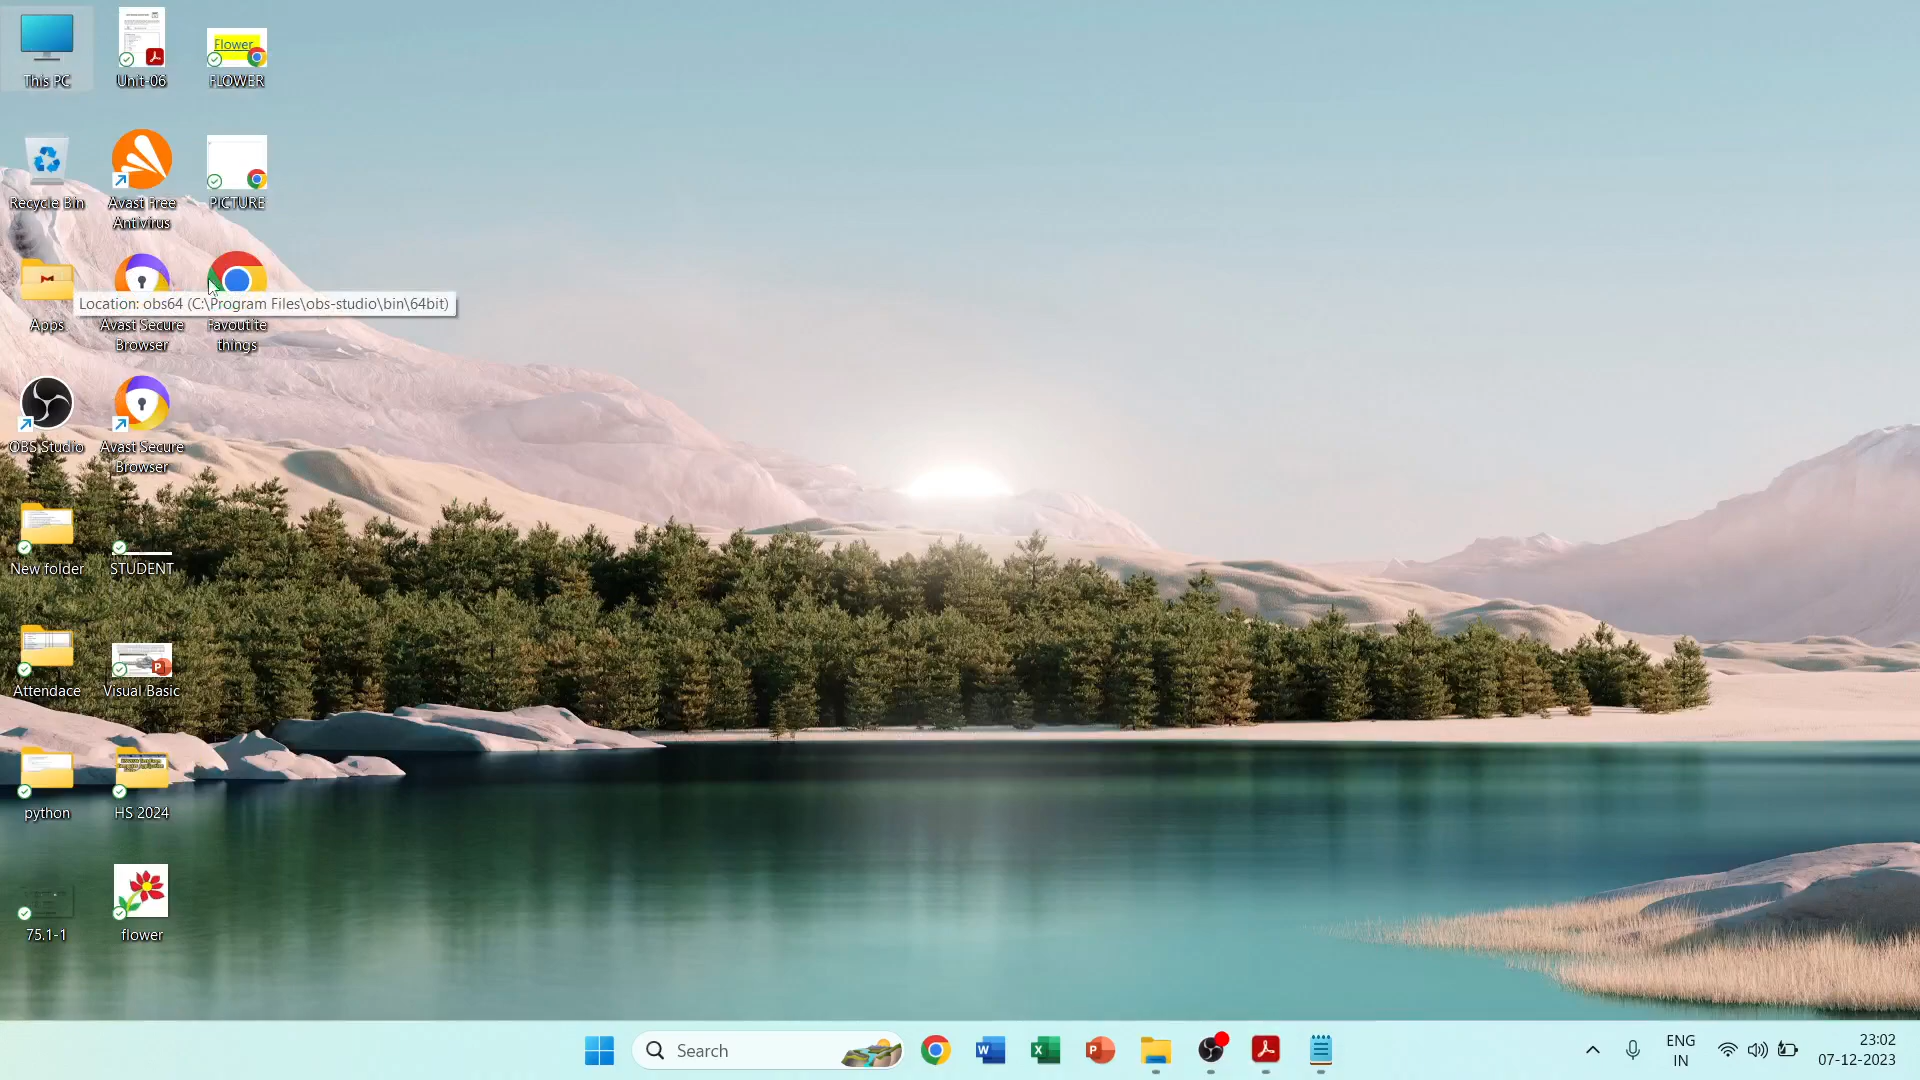 This PC
Unit-06
Flower
FLOWER
Recycle Bin
Avast Free
Antivirus
PICTURE
Location: obs64 (C:\Program Files\obs-studio\bin\64bit)
Apps
Avast Secure
Browser
Favoutite
things
OBS Studio
Avast Secure
Browser
New folder
STUDENT
Attendace
Visual Basic
python
HS 2024
75.1-1
flower
Search
ENG
IN
23:02
07-12-2023